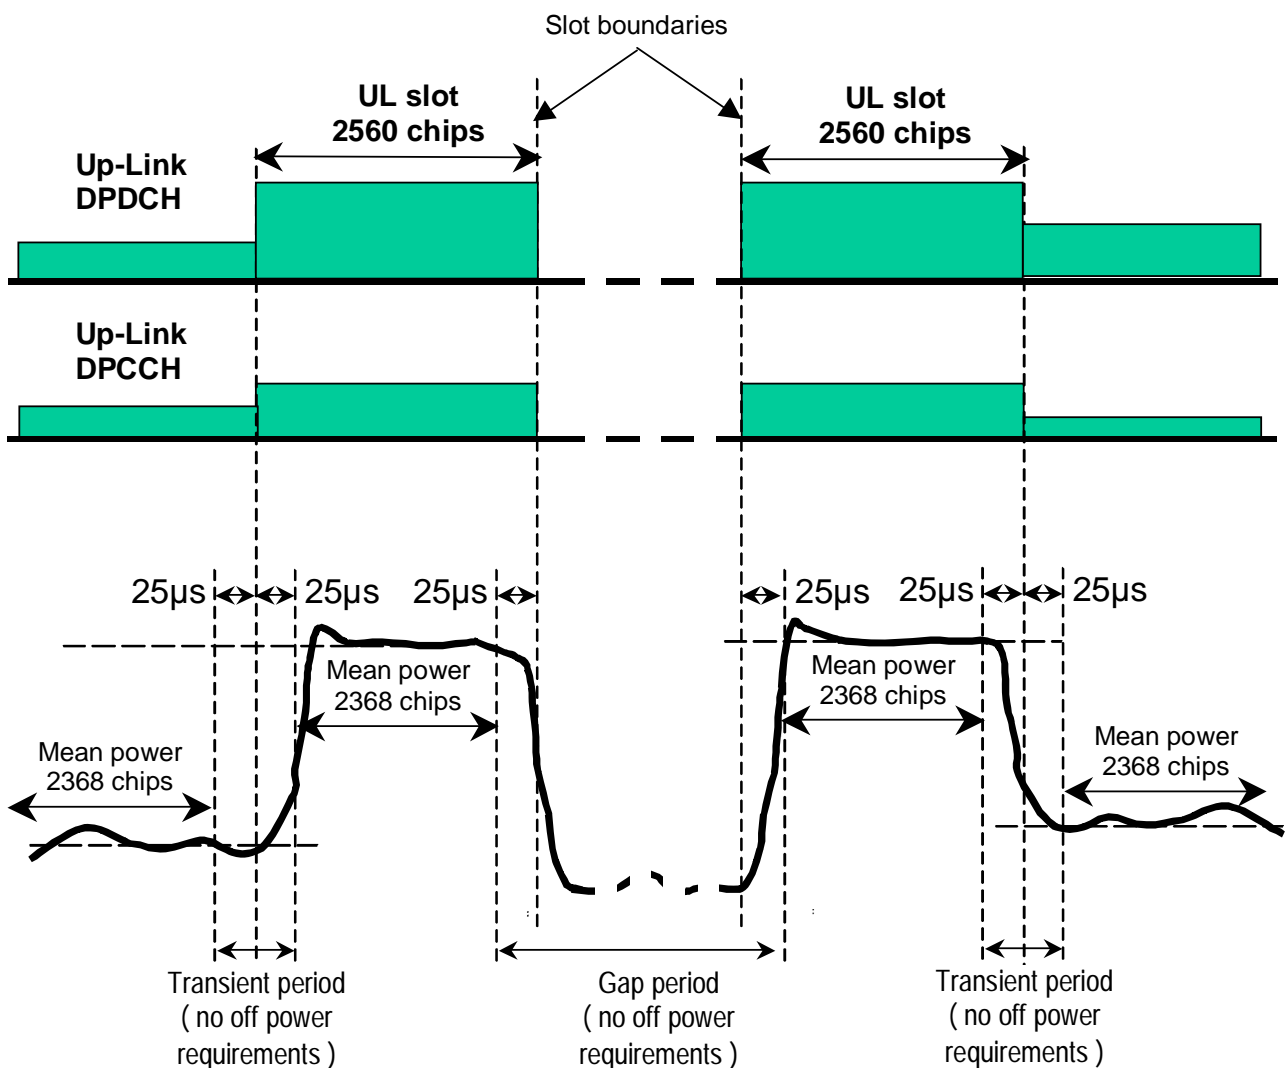 Slot boundaries
UL slot
2560 chips
UL slot
2560 chips
Up-Link
DPDCH
Up-Link
DPCCH
25µs
25µs
25µs
25µs
25µs
25µs
Mean power
2368 chips
Mean power
2368 chips
Mean power
2368 chips
Mean power
2368 chips
Transient period
( no off power
requirements )
Gap period
( no off power
requirements )
Transient period
( no off power
requirements )